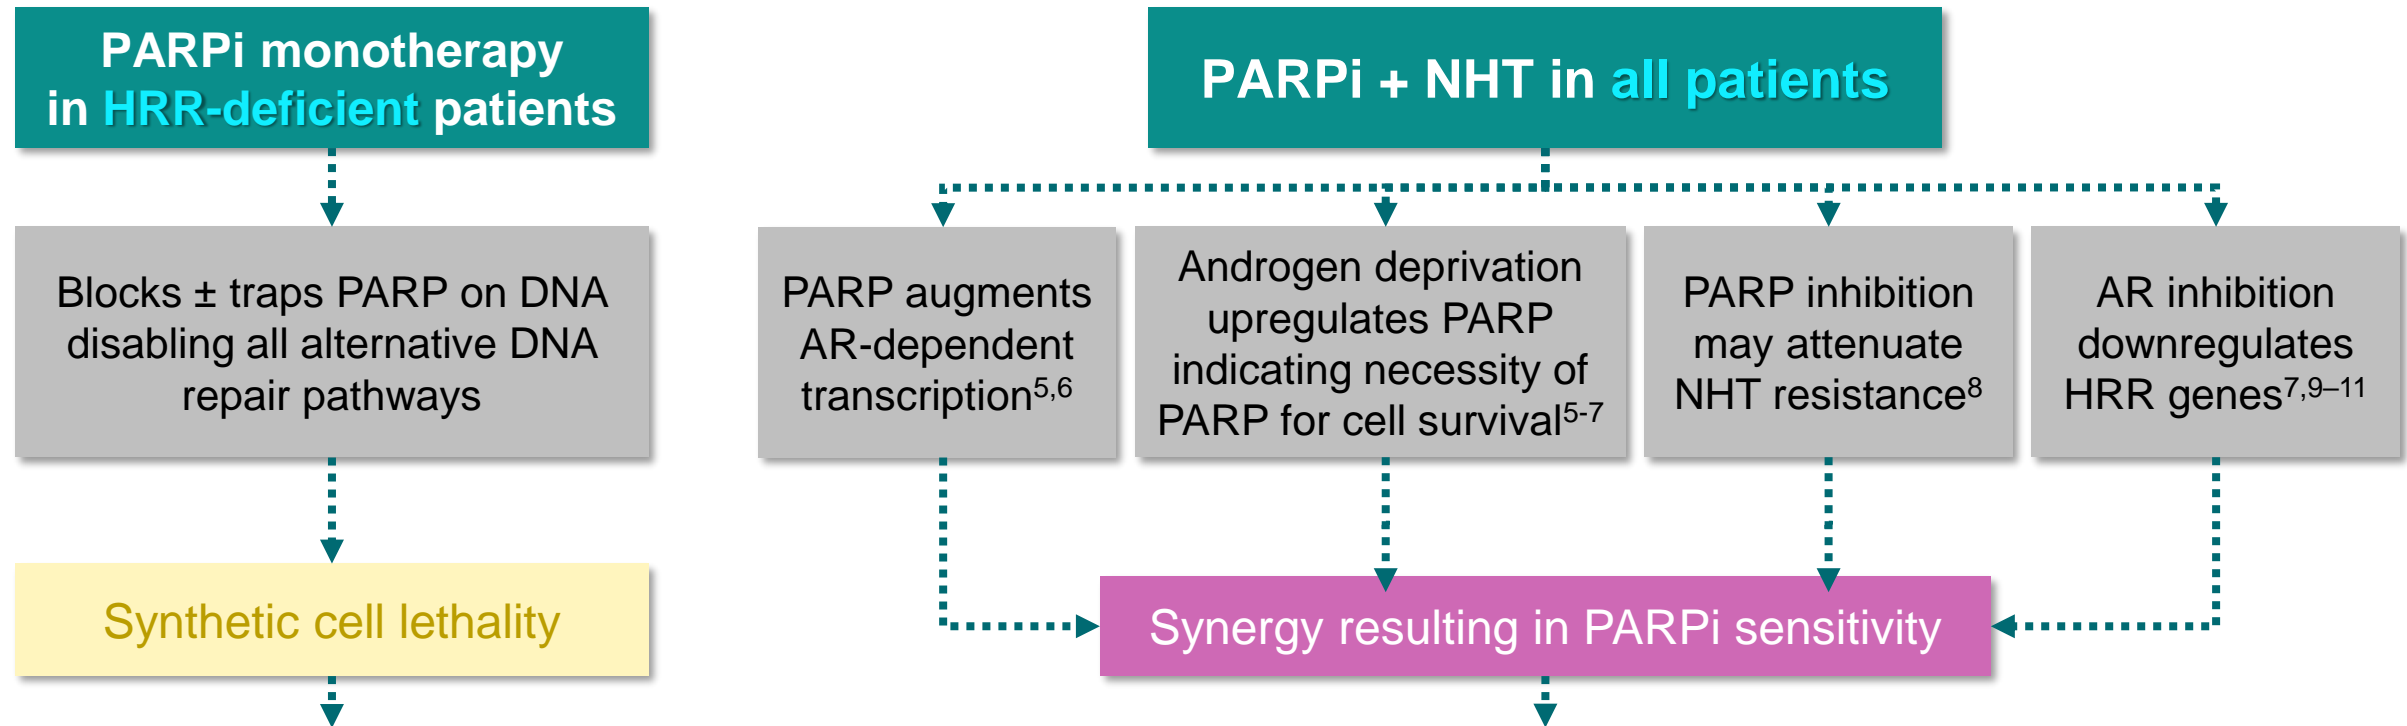 PARPi monotherapy
in HRR-deficient patients
Blocks ± traps PARP on DNA
disabling all alternative DNA
repair pathways
Synthetic cell lethality
PARPi + NHT in all patients
PARP augments
AR-dependent
transcription5,6
Androgen deprivation
upregulates PARP
indicating necessity of
PARP for cell survival5-7
PARP inhibition
may attenuate
NHT resistance8
AR inhibition
downregulates
HRR genes7,9–11
Synergy resulting in PARPi sensitivity